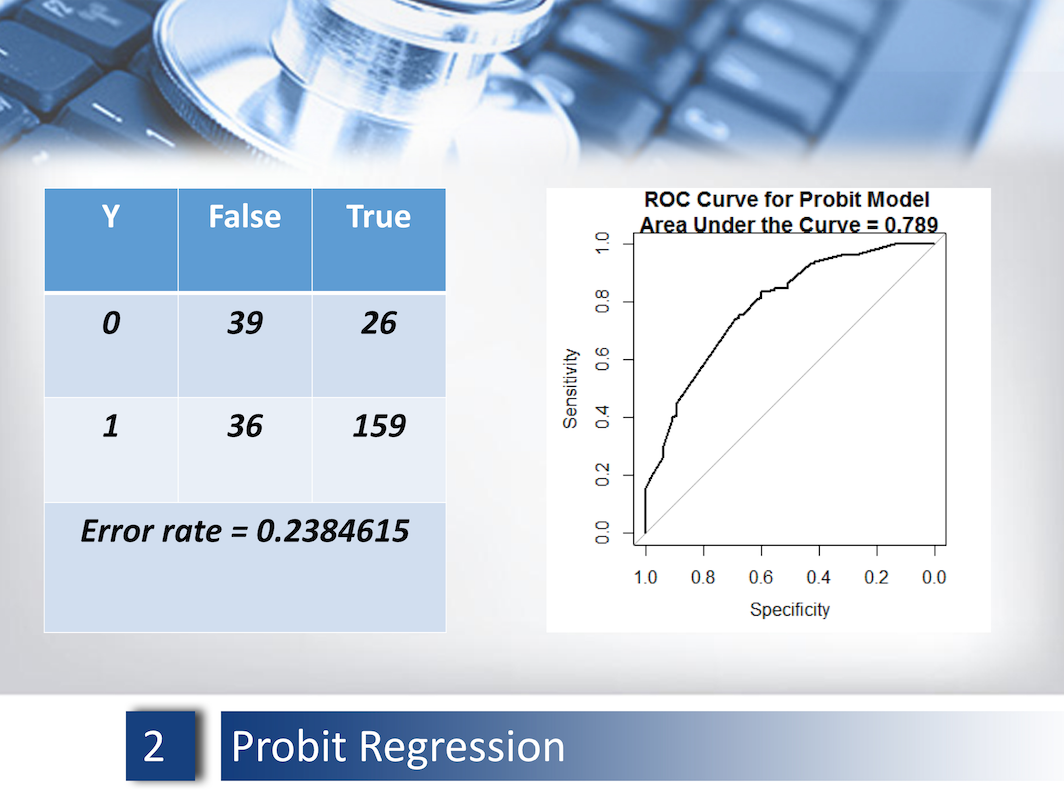 Y False True
0 39 26
1 36 159
Error rate = 0.2384615
ROC Curve for Probit Model
Area Under the Curve = 0.789
Sensitivity
1.0
0.8
0.6
0.4
0.2
0.0
1.0 0.8 0.6 0.4 0.2 0.0
Specificity
2 Probit Regression